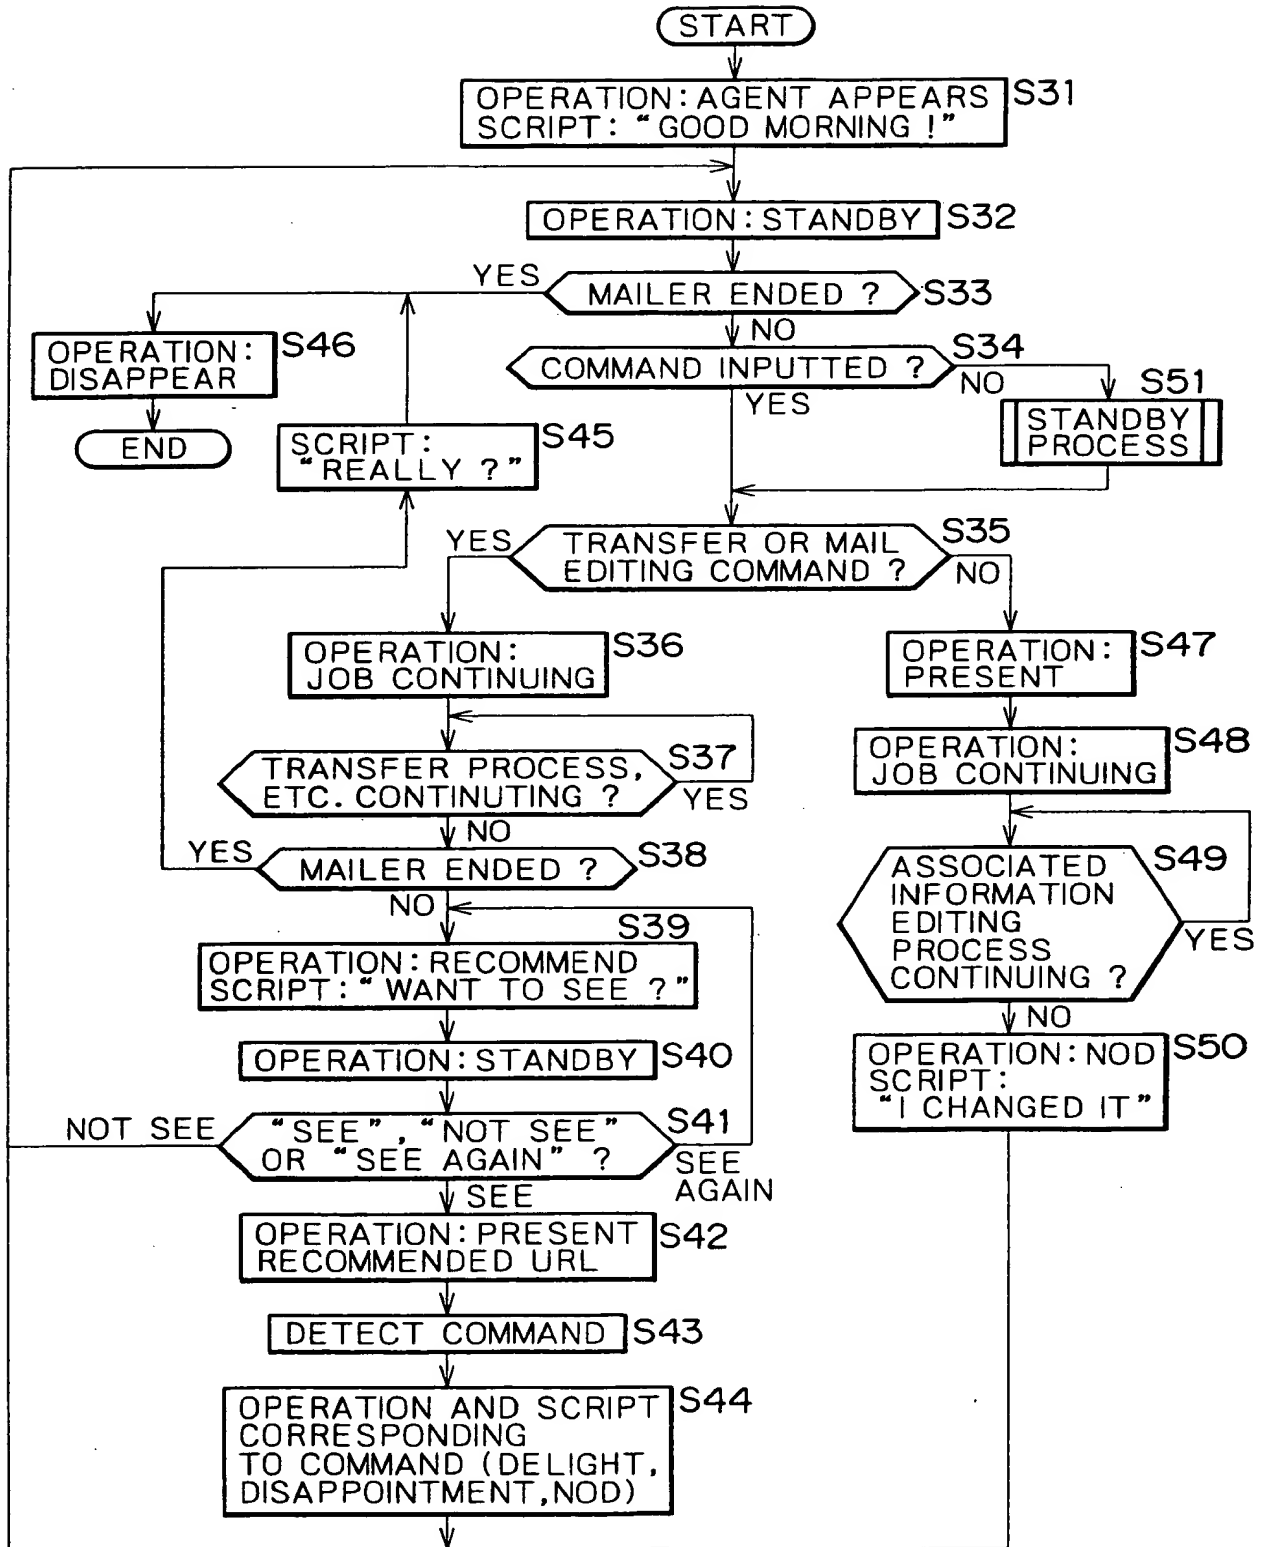 START
OPERATION:AGENT APPEARS
SCRIPT: “GOOD MORNING !”
S31
OPERATION:STANDBY
S32
YES
MAILER ENDED ?
S33
NO
OPERATION:
DISAPPEAR
S46
END
COMMAND INPUTTED ?
S34
NO
YES
S51
STANDBY
PROCESS
SCRIPT:
“REALLY ?”
S45
YES
TRANSFER OR MAIL
EDITING COMMAND ?
S35
NO
OPERATION:
JOB CONTINUING
S36
OPERATION:
PRESENT
S47
TRANSFER PROCESS,
ETC. CONTINUTING ?
S37
YES
NO
OPERATION:
JOB CONTINUING
S48
YES
MAILER ENDED ?
S38
NO
ASSOCIATED
INFORMATION
EDITING
PROCESS
CONTINUING ?
S49
YES
NO
S39
OPERATION:RECOMMEND
SCRIPT:“WANT TO SEE ?”
OPERATION:STANDBY
S40
OPERATION:NOD
SCRIPT:
“I CHANGED IT”
S50
NOT SEE
“SEE”, “NOT SEE”
OR “SEE AGAIN” ?
S41
SEE
AGAIN
SEE
OPERATION:PRESENT
RECOMMENDED URL
S42
DETECT COMMAND
S43
OPERATION AND SCRIPT
CORRESPONDING
TO COMMAND (DELIGHT,
DISAPPOINTMENT,NOD)
S44